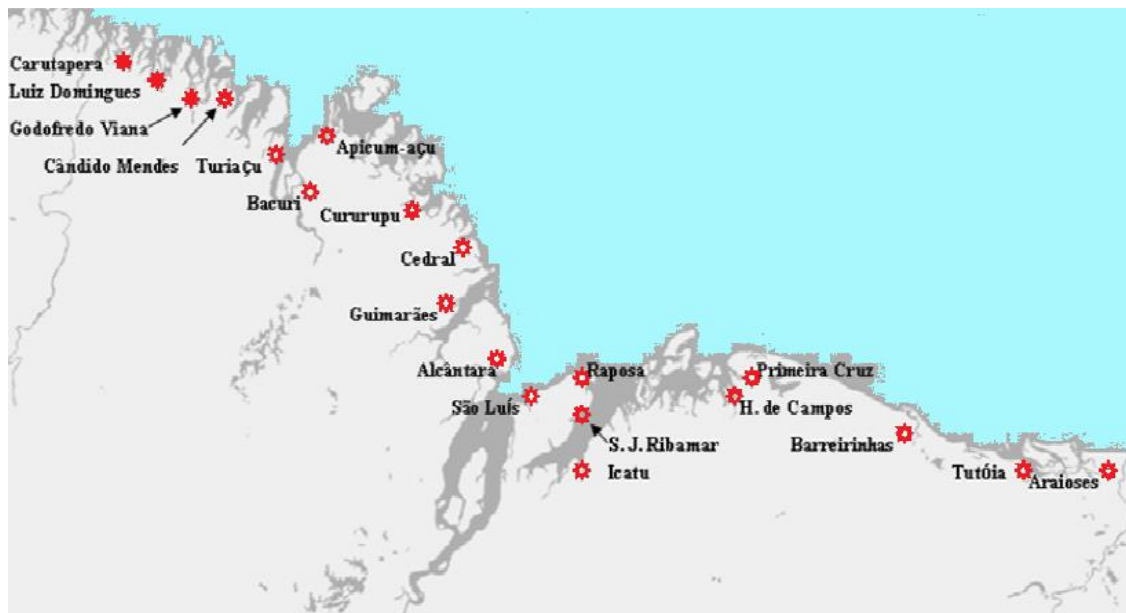 Carutapera
Luiz Domingues
Godofredo Viana
Cândido Mendes
Turiaçu
Apicum-açu
Bacuri
Cururupu
Cedral
Guimarães
Alcântara
Raposa
Primeira Cruz
São Luís
H. de Campos
S. J. Ribamar
Barreirinhas
Icatu
Tutóia
Araioses